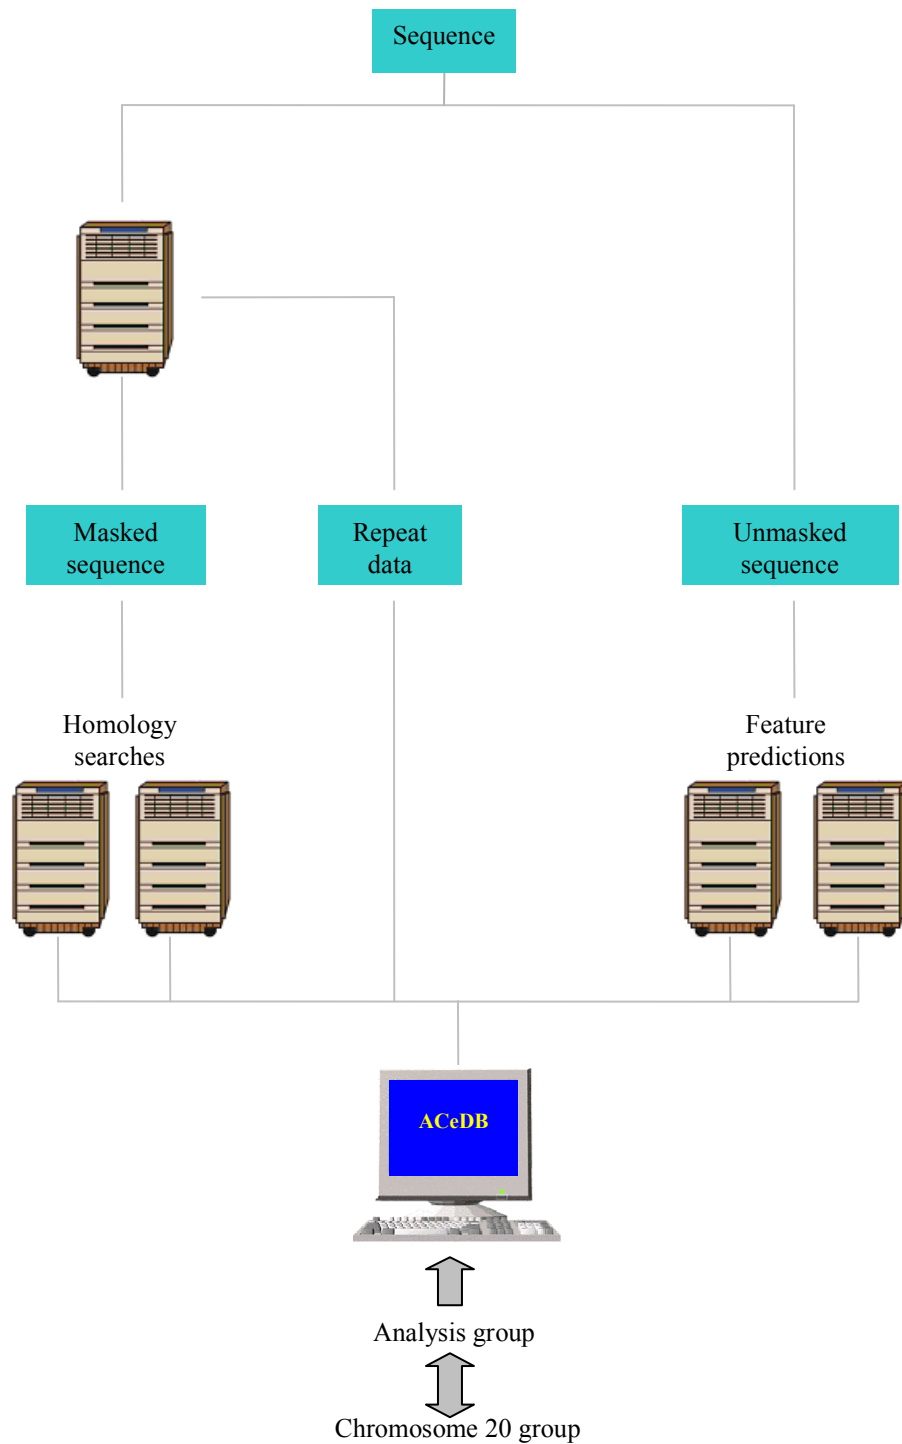 Sequence
Masked
sequence
Repeat
data
Unmasked
sequence
Homology
searches
Feature
predictions
ACeDB
Analysis group
Chromosome 20 group